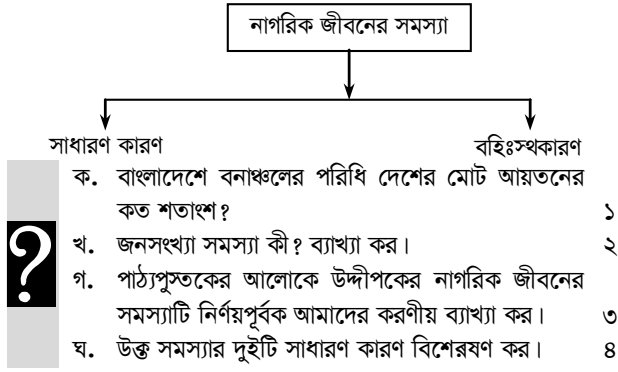 নাগরিক জীবনের সমস্যা
সাধারণ কারণ
বহিঃস্থকারণ
ক. বাংলাদেশে বনাঞ্চলের পরিধি দেশের মোট আয়তনের
কত শতাংশ? ১
খ. জনসংখ্যা সমস্যা কী? ব্যাখ্যা কর। ২
গ. পাঠ্যপুস্তকের আলোকে উদ্দীপকের নাগরিক জীবনের
সমস্যাটি নির্ণয়পূর্বক আমাদের করণীয় ব্যাখ্যা কর। ৩
ঘ. উক্ত সমস্যার দুইটি সাধারণ কারণ বিশেরষণ কর। ৪
?